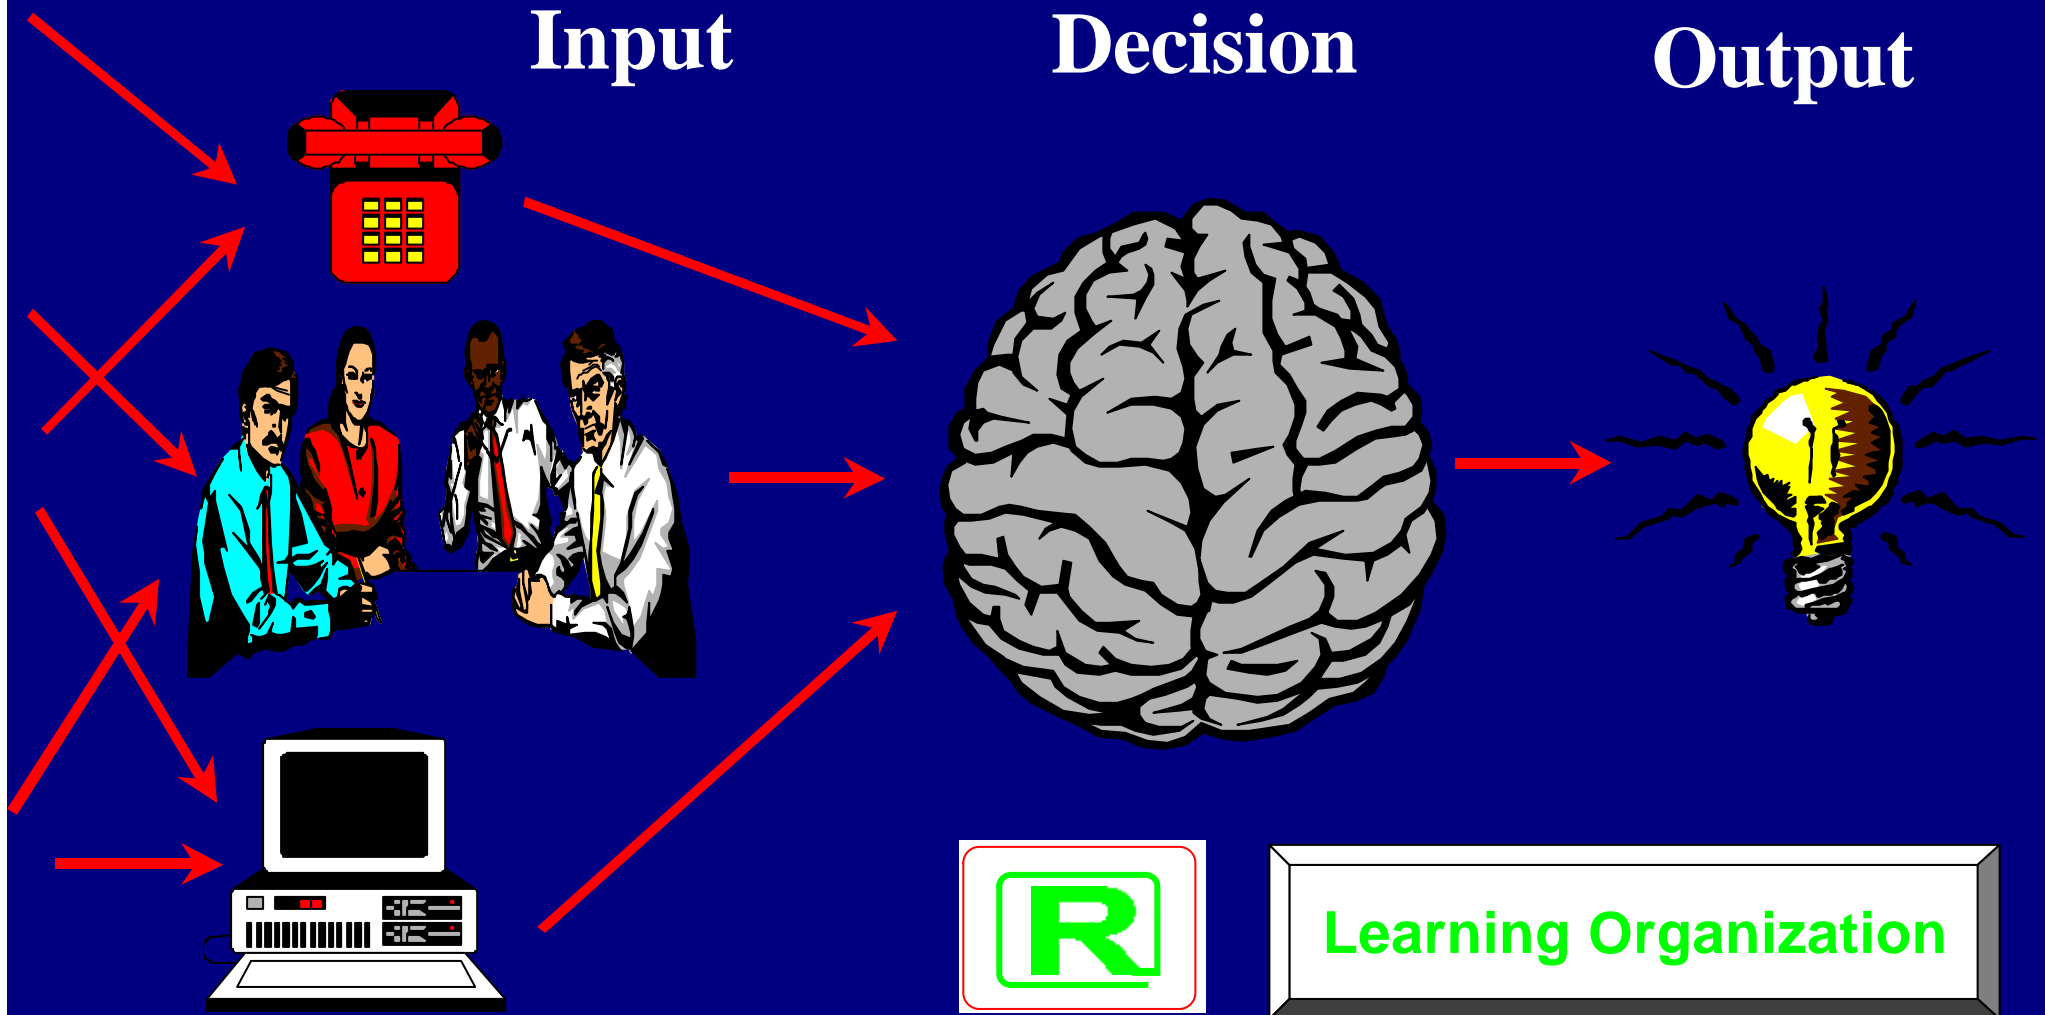 Input
Decision
Output
R
Learning Organization